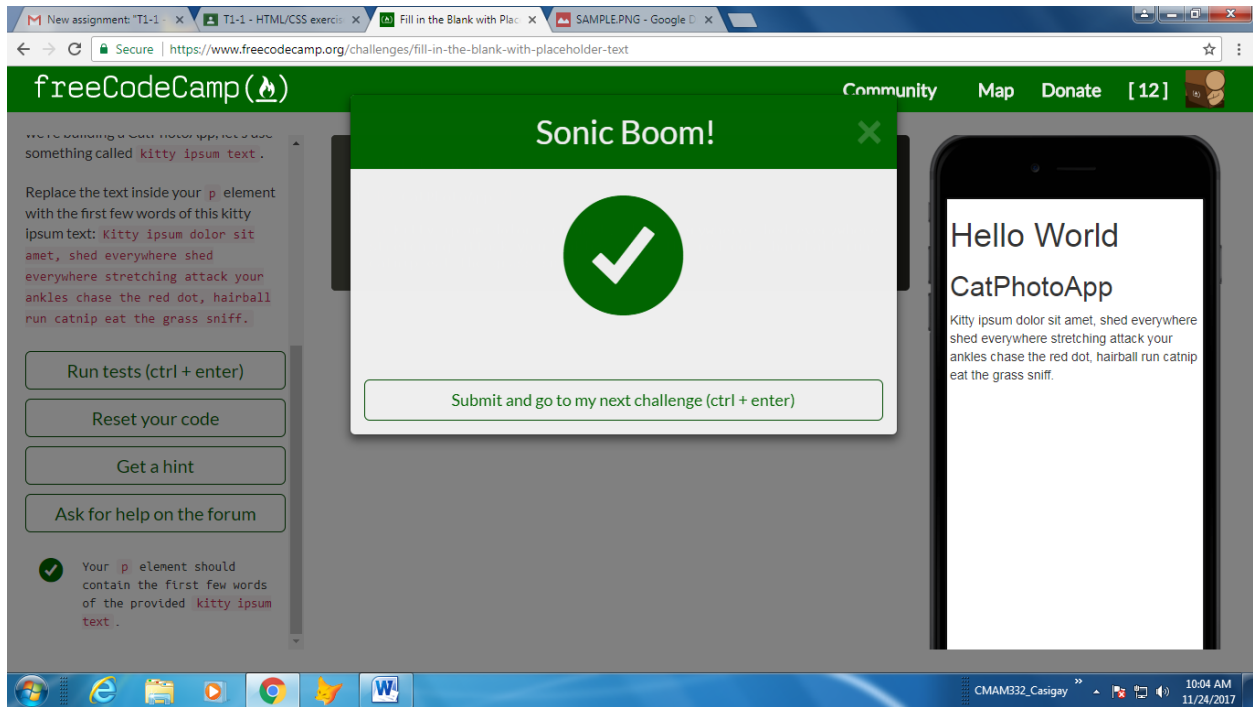 New assignment: "T1-1 -
T1-1 - HTML/CSS exercis
Fill in the Blank with Plac
SAMPLE.PNG - Google D
Secure | https://www.freecodecamp.org/challenges/fill-in-the-blank-with-placeholder-text
freeCodeCamp
Community Map Donate [ 12 ]
we're building a CatPhotoApp, let's use
something called kitty ipsum text .
Replace the text inside your p element
with the first few words of this kitty
ipsum text: Kitty ipsum dolor sit
amet, shed everywhere shed
everywhere stretching attack your
ankles chase the red dot, hairball
run catnip eat the grass sniff.
Run tests (ctrl + enter)
Reset your code
Get a hint
Ask for help on the forum
Your p element should
contain the first few words
of the provided kitty ipsum
text .
Sonic Boom!
Submit and go to my next challenge (ctrl + enter)
Hello World
CatPhotoApp
Kitty ipsum dolor sit amet, shed everywhere
shed everywhere stretching attack your
ankles chase the red dot, hairball run catnip
eat the grass sniff.
CMAM332_Casigay
10:04 AM
11/24/2017